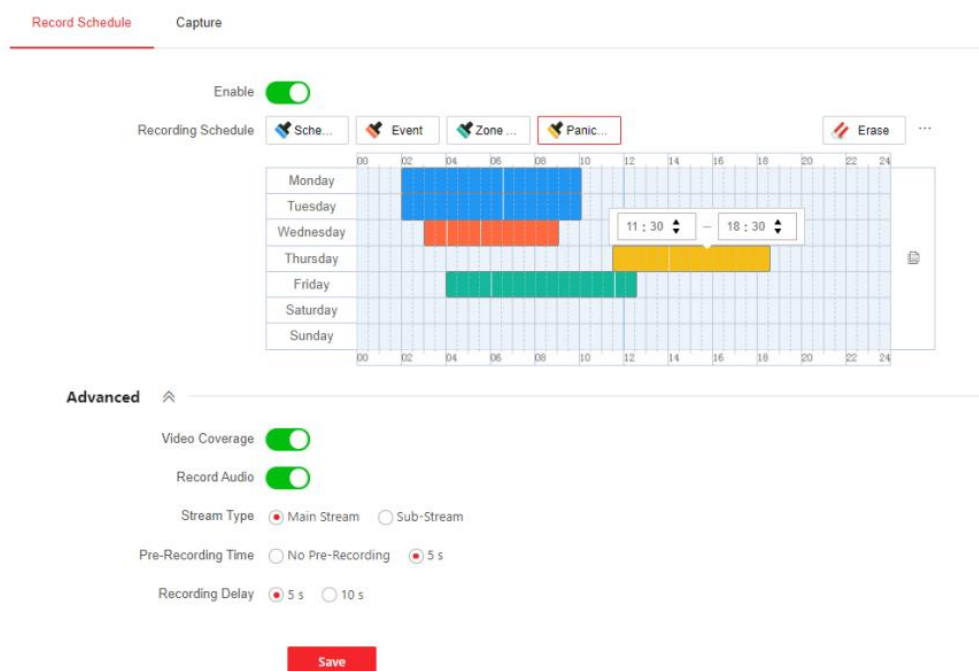 Record Schedule Capture
Enable
Recording Schedule Sche... Event Zone ... Panic... Erase ...
00 02 04 06 08 10 12 14 16 18 20 22 24
Monday
Tuesday
Wednesday 11 : 30 – 18 : 30
Thursday
Friday
Saturday
Sunday
00 02 04 06 08 10 12 14 16 18 20 22 24
Advanced
Video Coverage
Record Audio
Stream Type Main Stream Sub-Stream
Pre-Recording Time No Pre-Recording 5 s
Recording Delay 5 s 10 s
Save